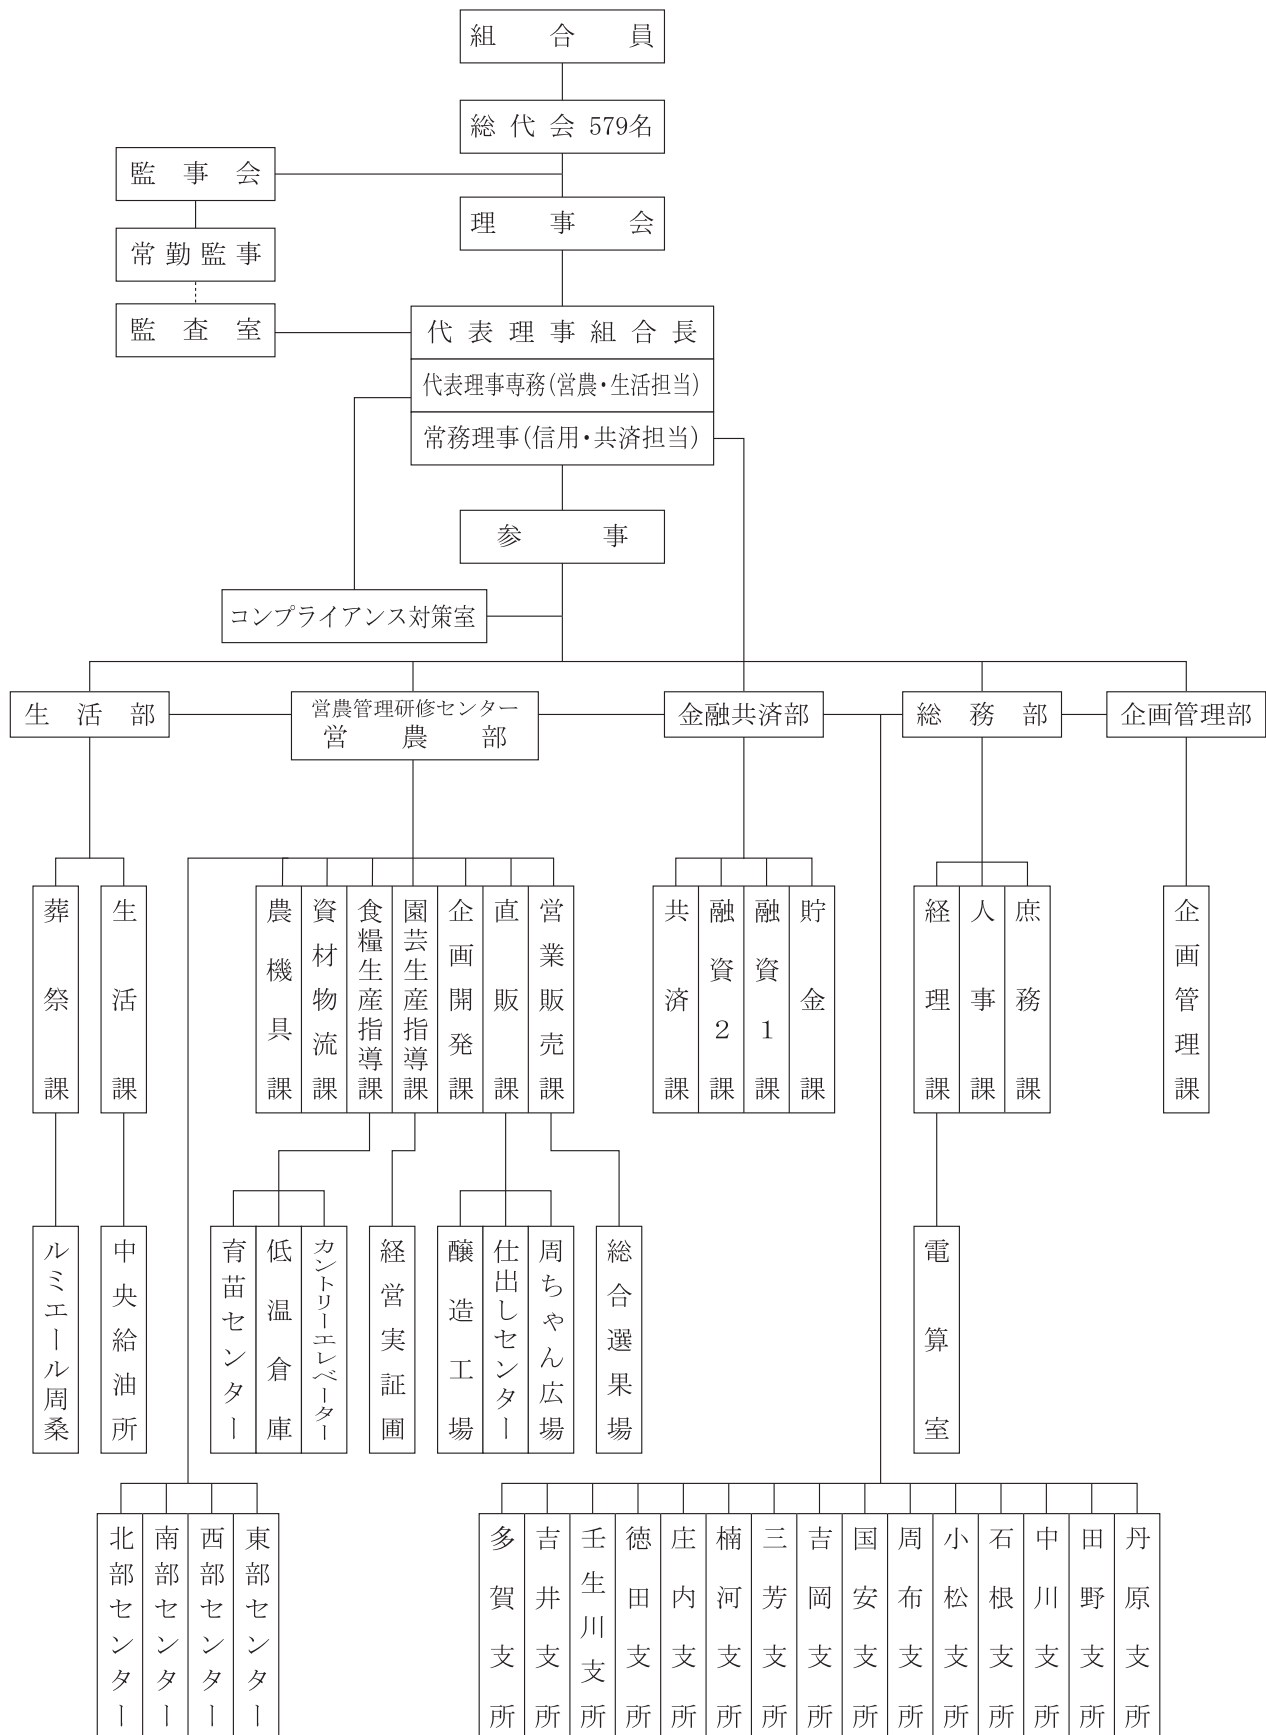 組合員
総代会 579名
監事会
理事会
常勤監事
監査室
代表理事組合長
代表理事専務（営農・生活担当）
常務理事（信用・共済担当）
参事
コンプライアンス対策室
生活部
営農管理研修センター
営農部
金融共済部
総務部
企画管理部
葬祭課
生活課
農機具課
資材物流課
食糧生産指導課
園芸生産指導課
企画開発課
直販課
営業販売課
共済課
融資2課
融資1課
貯金課
経理課
人事課
庶務課
企画管理課
ルミエール周桑
中央給油所
育苗センター
低温倉庫
カントリーエレベーター
経営実証圃
醸造工場
仕出しセンター
周ちゃん広場
総合選果場
電算室
北部センター
南部センター
西部センター
東部センター
多賀支所
吉井支所
壬生川支所
徳田支所
庄内支所
楠河支所
三芳支所
吉岡支所
国安支所
周布支所
小松支所
石根支所
中川支所
田野支所
丹原支所